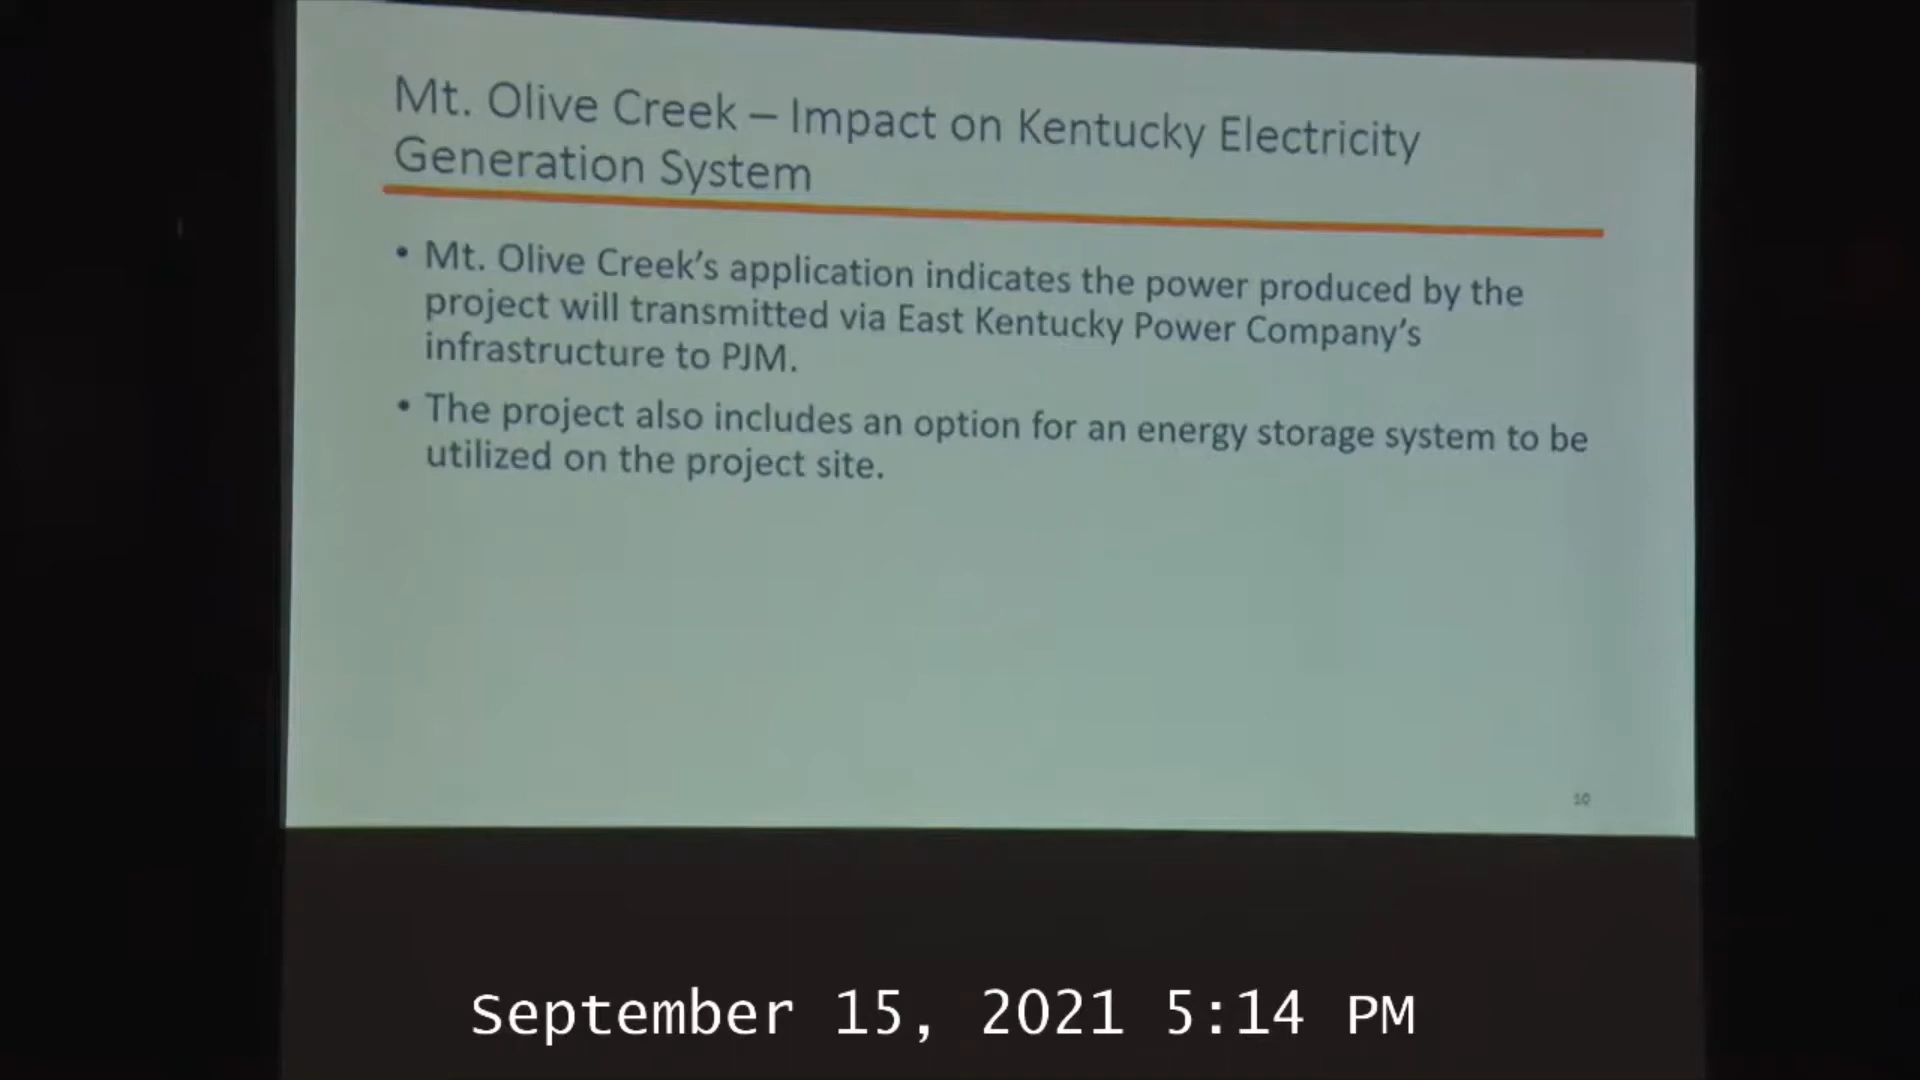 Mt. Olive Creek – Impact on Kentucky Electricity
Generation System
• Mt. Olive Creek's application indicates the power produced by the
project will transmitted via East Kentucky Power Company's
infrastructure to PJM.
• The project also includes an option for an energy storage system to be
utilized on the project site.
10
September 15, 2021 5:14 PM